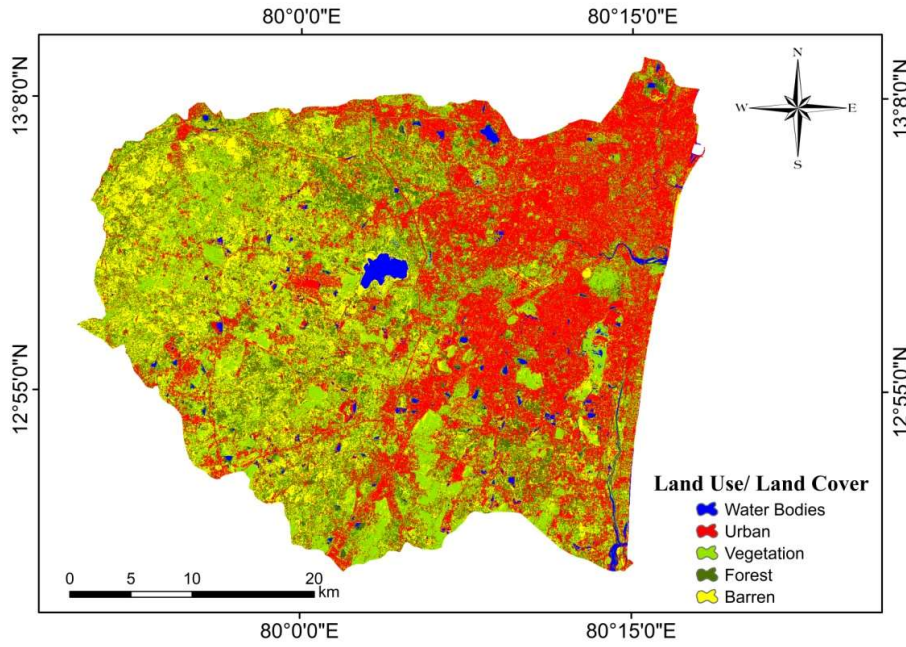 80°0'0"E 80°15'0"E
13°8'0"N 13°8'0"N
N
W E
S
12°55'0"N 12°55'0"N
Land Use/ Land Cover
Water Bodies
Urban
Vegetation
Forest
Barren
0 5 10 20
km
80°0'0"E 80°15'0"E